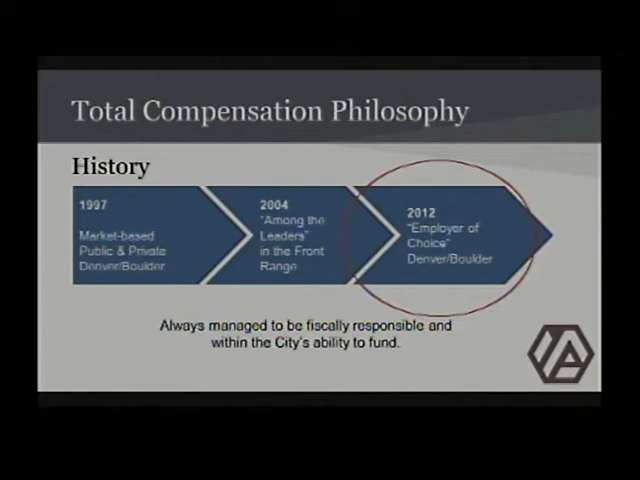 Total Compensation Philosophy
History
1997
Market-based
Public & Private
Denver/Boulder
2004
"Among the
Leaders"
in the Front
Range
2012
"Employer of
Choice"
Denver/Boulder
Always managed to be fiscally responsible and
within the City's ability to fund.